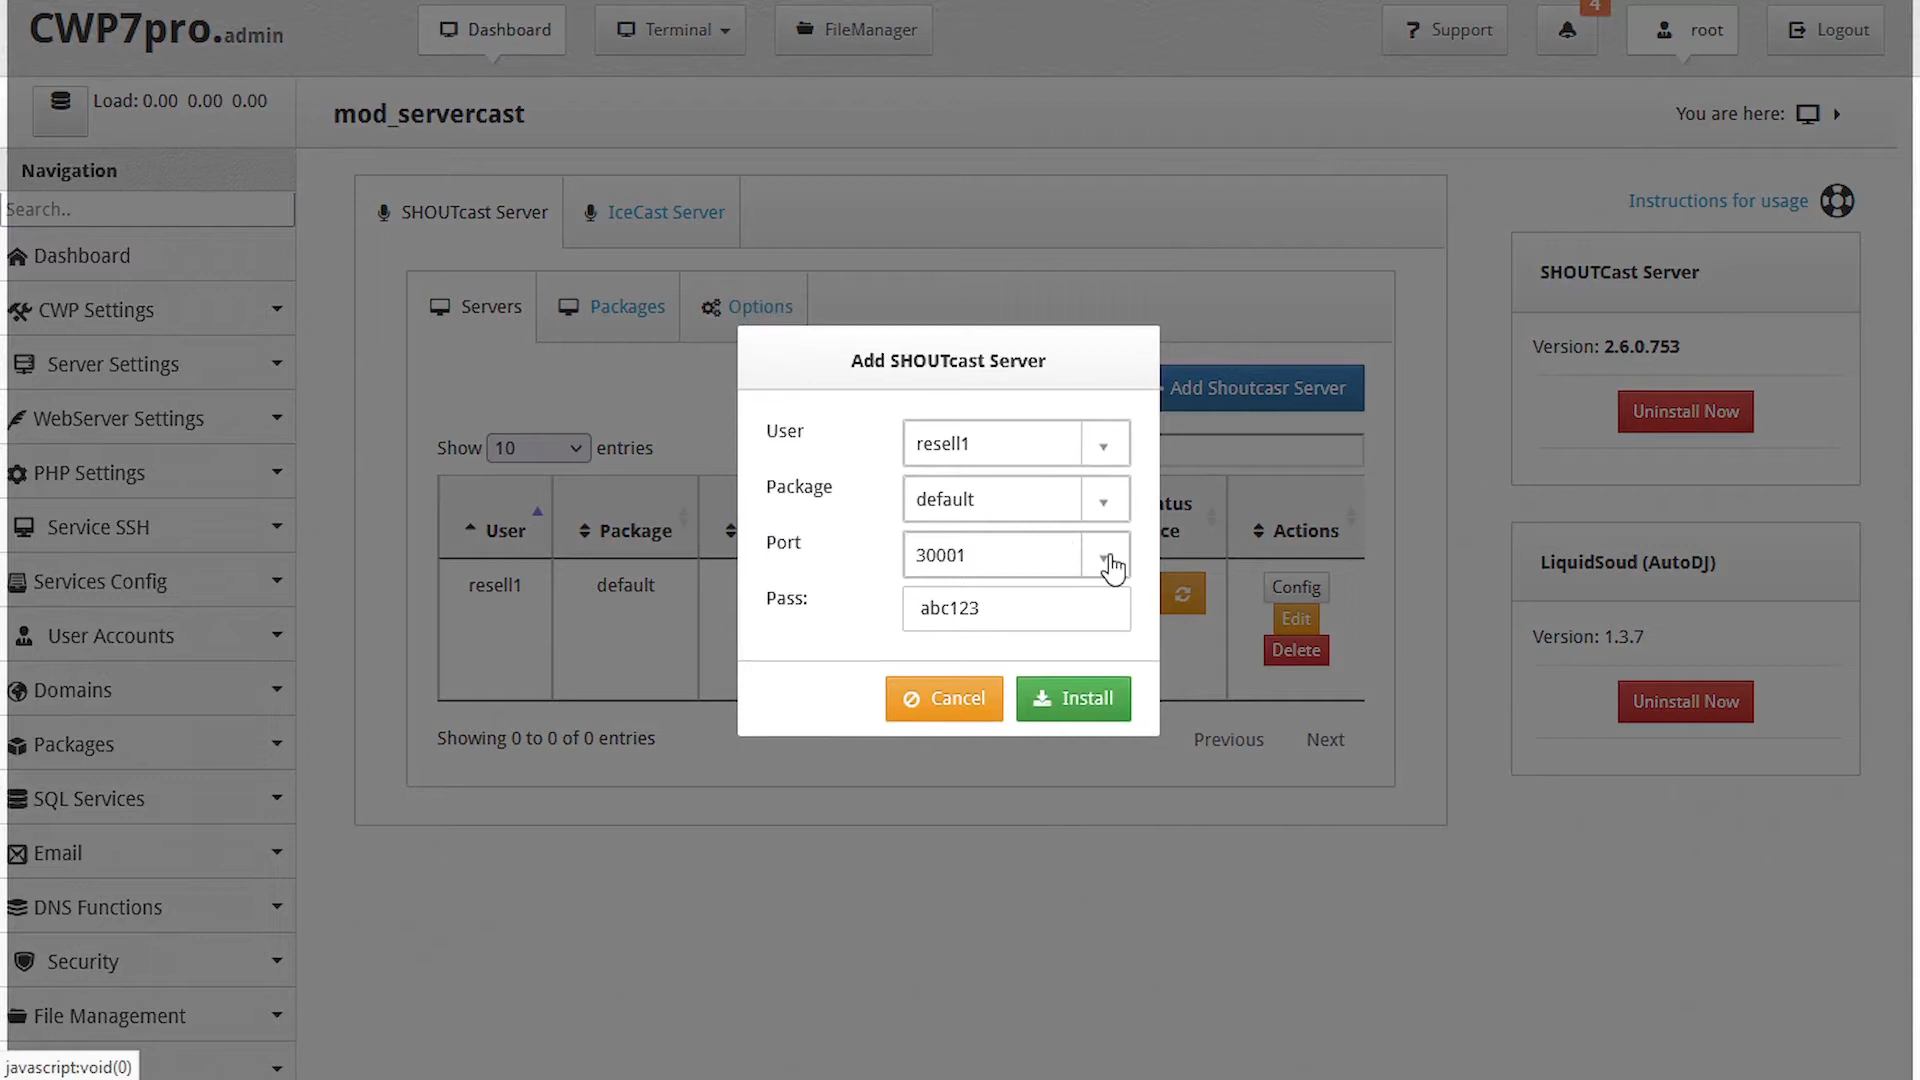 CWP7pro.admin
Dashboard
Terminal
FileManager
Support
4
root
Logout
Load: 0.00 0.00 0.00
mod_servercast
You are here:
Navigation
Search..
Dashboard
CWP Settings
Server Settings
WebServer Settings
PHP Settings
Service SSH
Services Config
User Accounts
Domains
Packages
SQL Services
Email
DNS Functions
Security
File Management
javascript:void(0)
SHOUTcast Server
IceCast Server
Servers
Packages
Options
Add Shoutcasr Server
Show 10 entries
User
Package
Actions
resell1
default
Config
Edit
Delete
Showing 0 to 0 of 0 entries
Previous
Next
Add SHOUTcast Server
User
resell1
Package
default
Port
30001
Pass:
abc123
Cancel
Install
Instructions for usage
SHOUTCast Server
Version: 2.6.0.753
Uninstall Now
LiquidSoud (AutoDJ)
Version: 1.3.7
Uninstall Now